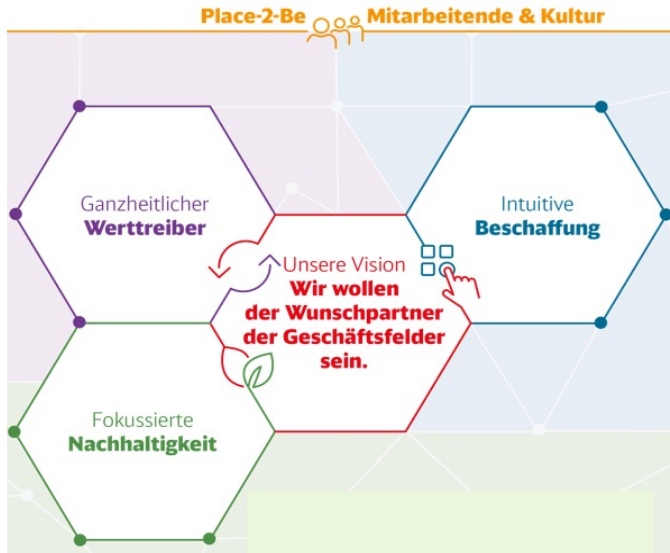 Place-2-Be Mitarbeitende & Kultur
Ganzheitlicher
Werttreiber
Intuitive
Beschaffung
Unsere Vision
Wir wollen
der Wunschpartner
der Geschäftsfelder
sein.
Fokussierte
Nachhaltigkeit